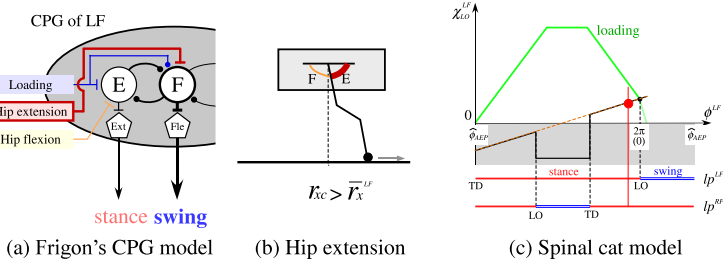 CPG of LF
Loading
Hip extension
Hip flexion
E
F
Ext
Fle
stance swing
(a) Frigon's CPG model
F
E
r_xc > r̅_x^LF
(b) Hip extension
χ_LO^LF
loading
0
ϕ^LF
ϕ̂_AEP
2π
(0)
ϕ̂_AEP
stance
swing
TD
LO
lp^LF
LO
TD
lp^RF
(c) Spinal cat model